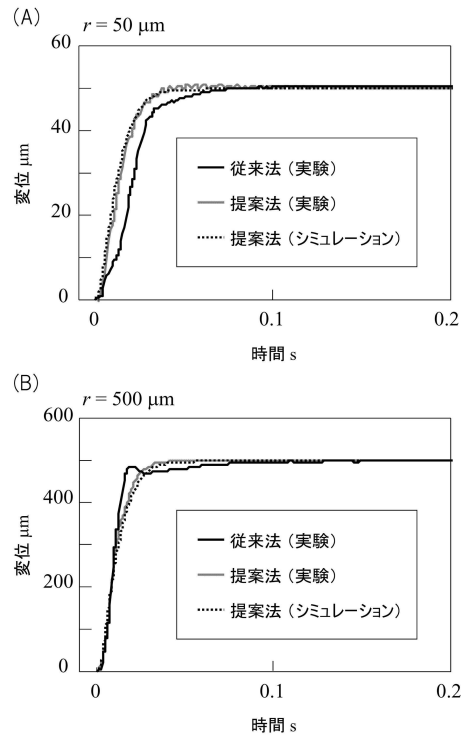 (A)
r = 50 μm
60
40
20
0
変位 μm
従来法（実験）
提案法（実験）
提案法（シミュレーション）
0
0.1
0.2
時間 s
(B)
r = 500 μm
600
400
200
0
変位 μm
従来法（実験）
提案法（実験）
提案法（シミュレーション）
0
0.1
0.2
時間 s